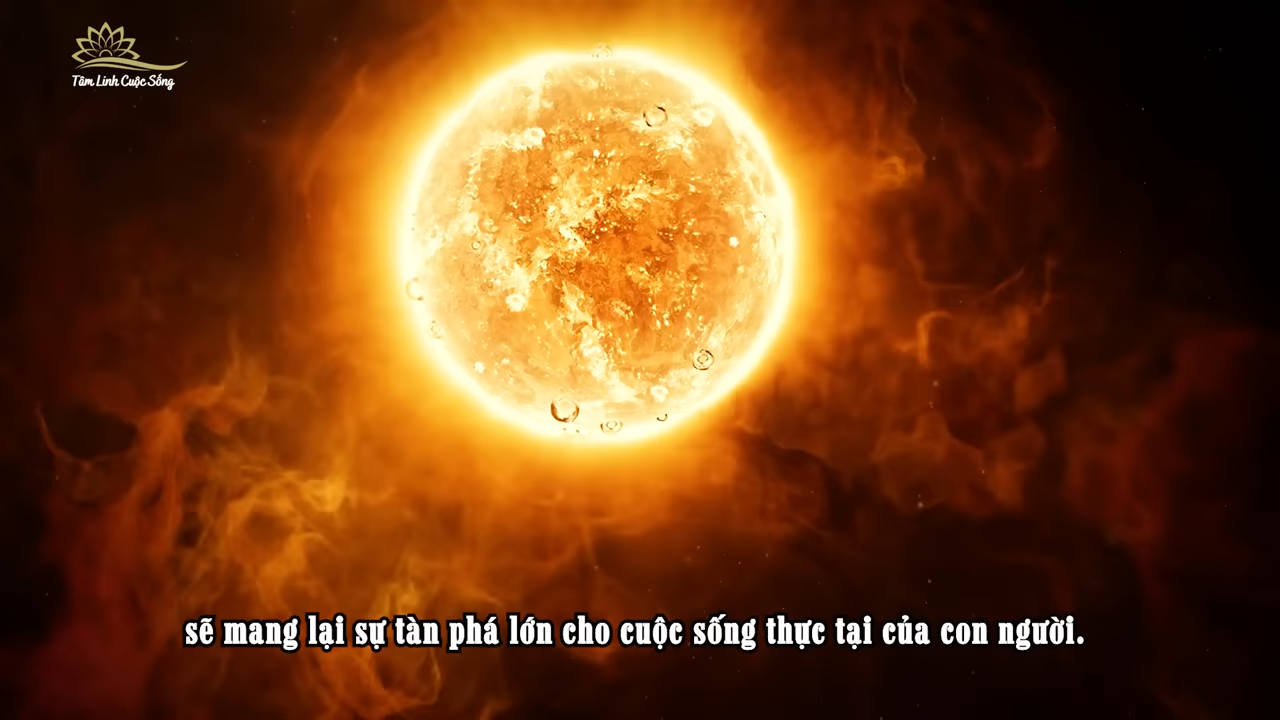 Tâm Linh Cuộc Sống
sẽ mang lại sự tàn phá lớn cho cuộc sống thực tại của con người.